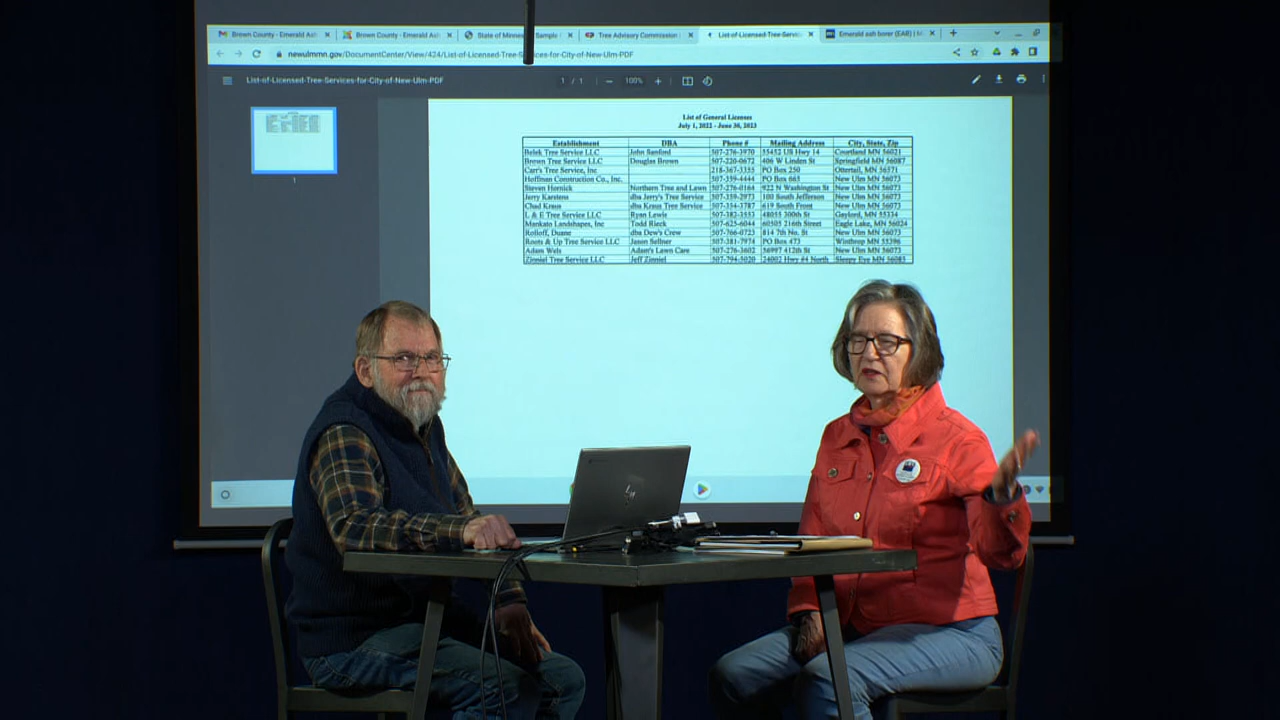 Brown County - Emerald Ash
Brown County - Emerald Ash
State of Minnesota Sample
Tree Advisory Commission
List-of-Licensed-Tree-Servic
Emerald ash borer (EAB) | M
newulmmn.gov/DocumentCenter/View/424/List-of-Licensed-Tree-Services-for-City-of-New-Ulm-PDF
List-of-Licensed-Tree-Services-for-City-of-New-Ulm-PDF
1 / 1
100%
1
List of General Licenses
July 1, 2022 - June 30, 2023
Establishment DBA Phone # Mailing Address City, State, Zip
Belek Tree Service LLC John Sanford 507-276-3970 55452 US Hwy 14 Courtland MN 56021
Brown Tree Service LLC Douglas Brown 507-220-0672 406 W Linden St Springfield MN 56087
Carr's Tree Service, Inc 218-367-3355 PO Box 250 Ottertail, MN 56571
Hoffman Construction Co., Inc. 507-359-4444 PO Box 665 New Ulm MN 56073
Steven Hornick Northern Tree and Lawn 507-276-0164 922 N Washington St New Ulm MN 56073
Jerry Karstens dba Jerry's Tree Service 507-359-2973 100 South Jefferson New Ulm MN 56073
Chad Kraus dba Kraus Tree Service 507-354-3787 619 South Front New Ulm MN 56073
L & E Tree Service LLC Ryan Lewis 507-382-3553 48055 300th St Gaylord, MN 55334
Mankato Landshapes, Inc Todd Rieck 507-625-6044 60505 216th Street Eagle Lake, MN 56024
Rolloff, Duane dba Dew's Crew 507-766-0723 814 7th No. St New Ulm MN 56073
Roots & Up Tree Service LLC Jason Sellner 507-381-7974 PO Box 473 Winthrop MN 55396
Adam Wels Adam's Lawn Care 507-276-3602 56997 412th St New Ulm MN 56073
Zinniel Tree Service LLC Jeff Zinniel 507-794-5020 24002 Hwy #4 North Sleepy Eye MN 56085
hp